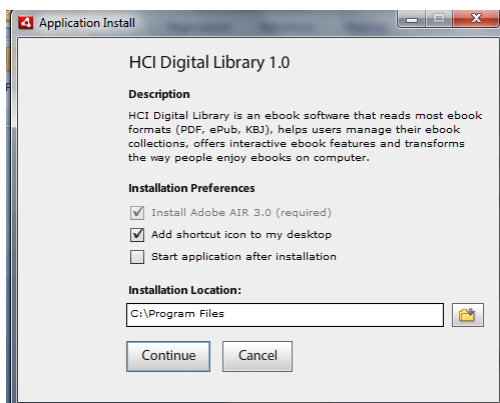 Application Install
HCI Digital Library 1.0
Description
HCI Digital Library is an ebook software that reads most ebook
formats (PDF, ePub, KBJ), helps users manage their ebook
collections, offers interactive ebook features and transforms
the way people enjoy ebooks on computer.
Installation Preferences
Install Adobe AIR 3.0 (required)
Add shortcut icon to my desktop
Start application after installation
Installation Location:
C:\Program Files
Continue Cancel